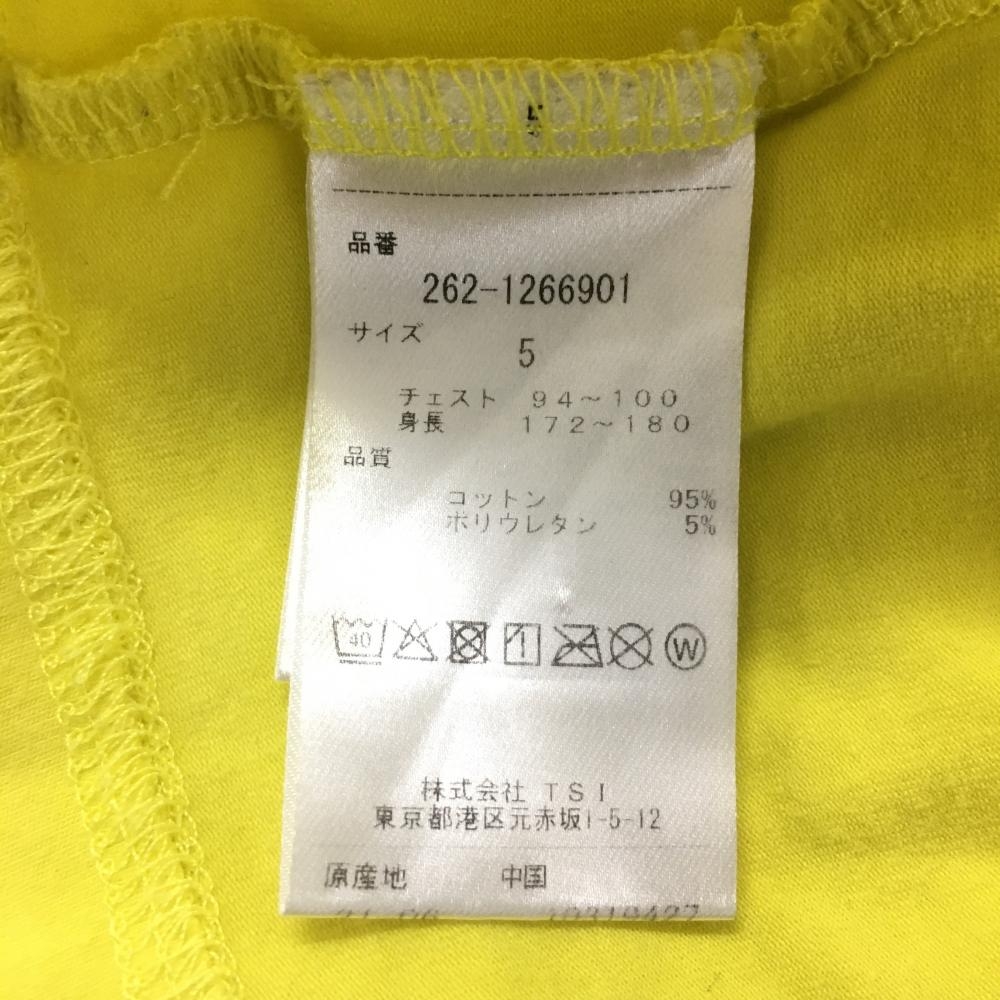 品番
262-1266901
サイズ
5
チェスト 94～100
身長 172～180
品質
コットン 95%
ポリウレタン 5%
40 W
株式会社 TSI
東京都港区元赤坂1-5-12
原産地 中国